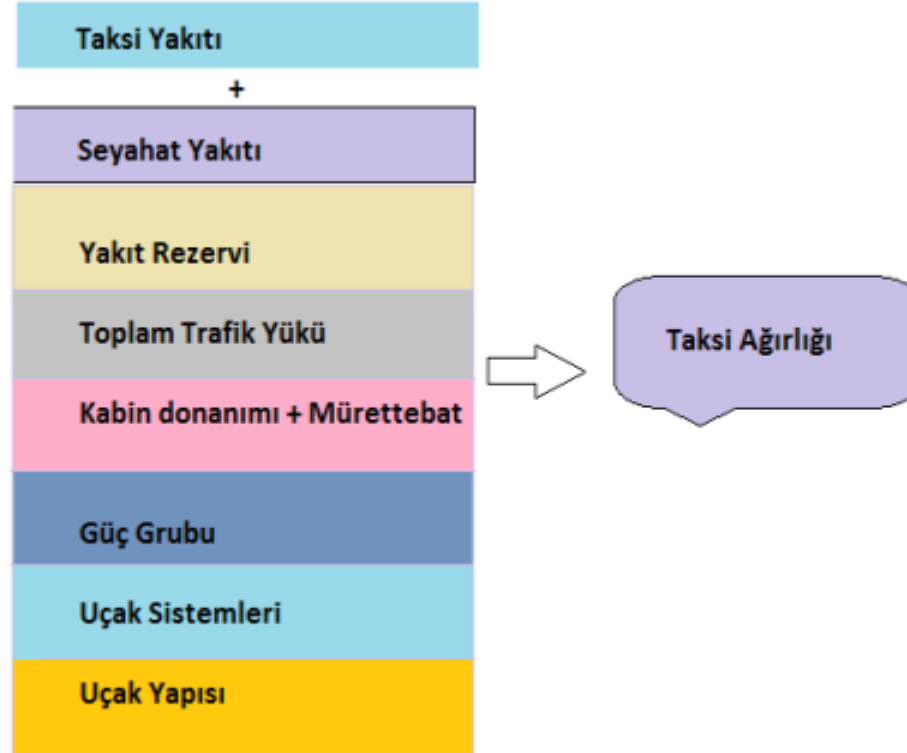 Taksi Yakıtı
+
Seyahat Yakıtı
Yakıt Rezervi
Toplam Trafik Yükü
Kabin donanımı + Mürettebat
Güç Grubu
Uçak Sistemleri
Uçak Yapısı
Taksi Ağırlığı